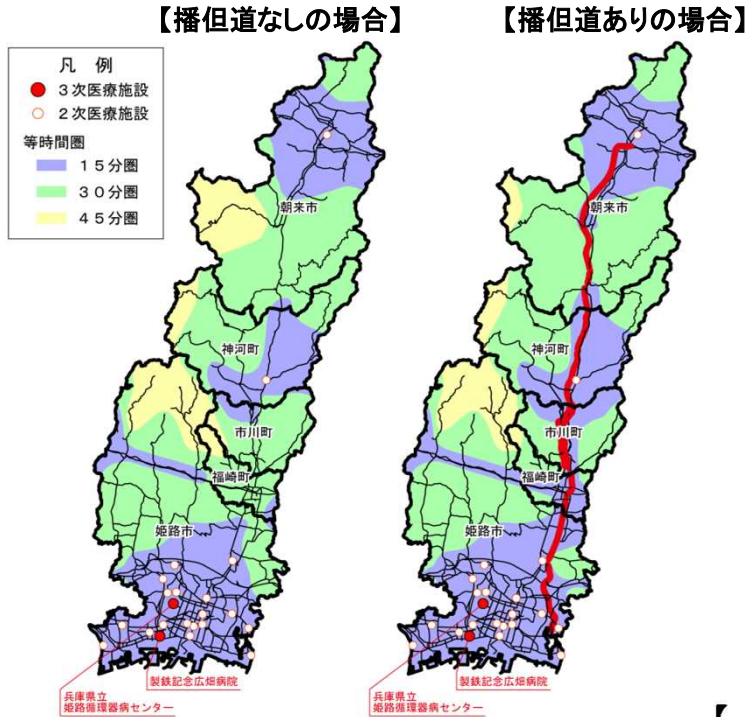 【播但道なしの場合】
【播但道ありの場合】
凡 例
３次医療施設
２次医療施設
等時間圏
１５分圏
３０分圏
４５分圏
朝来市
神河町
市川町
福崎町
姫路市
製鉄記念広畑病院
兵庫県立
姫路循環器病センター
朝来市
神河町
市川町
福崎町
姫路市
製鉄記念広畑病院
兵庫県立
姫路循環器病センター
【